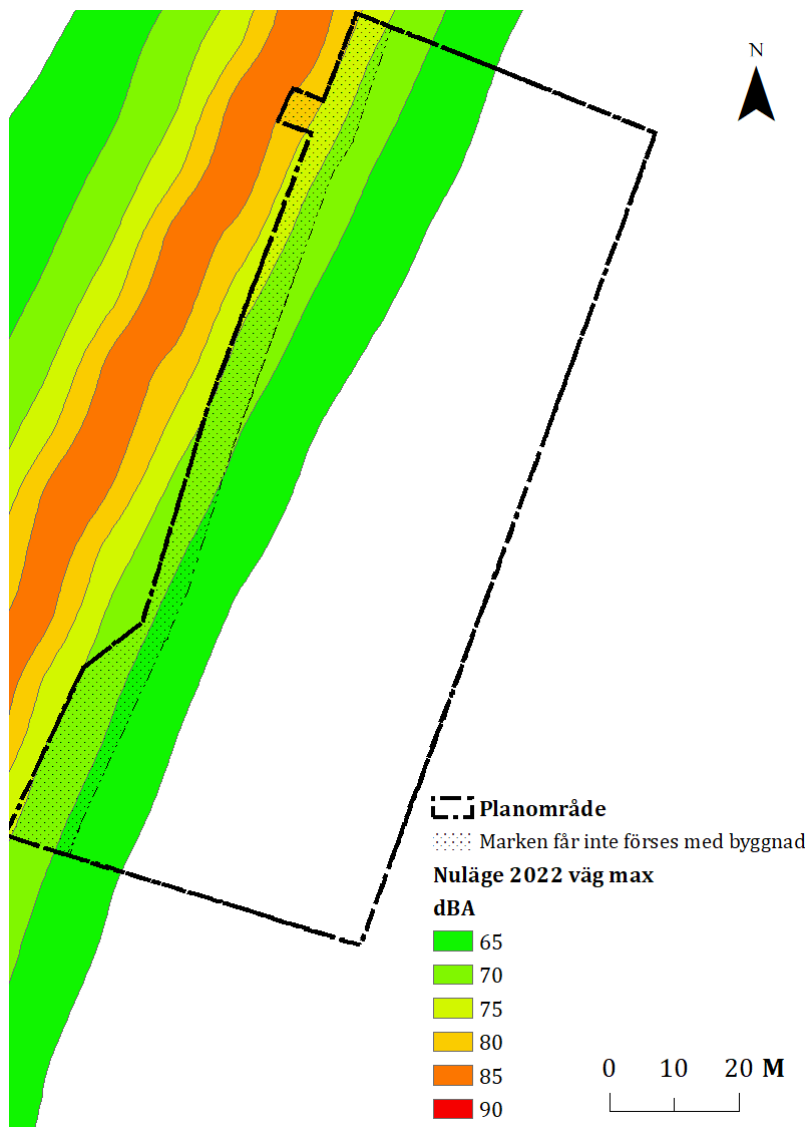 N
Planområde
Marken får inte förses med byggnad
Nuläge 2022 väg max
dBA
65
70
75
80
85
90
0 10 20 M